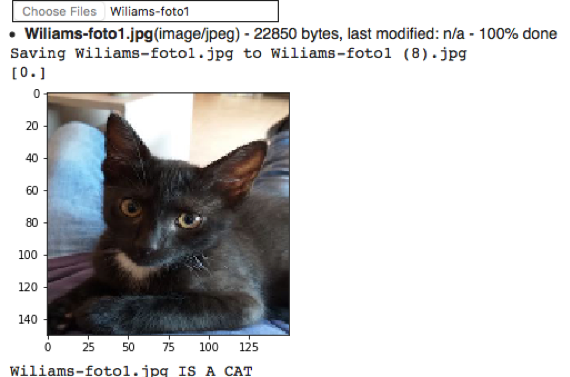 Choose Files Wiliams-foto1
• Wiliams-foto1.jpg(image/jpeg) - 22850 bytes, last modified: n/a - 100% done
Saving Wiliams-foto1.jpg to Wiliams-foto1 (8).jpg
[0.]
0
20
40
60
80
100
120
140
0 25 50 75 100 125
Wiliams-foto1.jpg IS A CAT